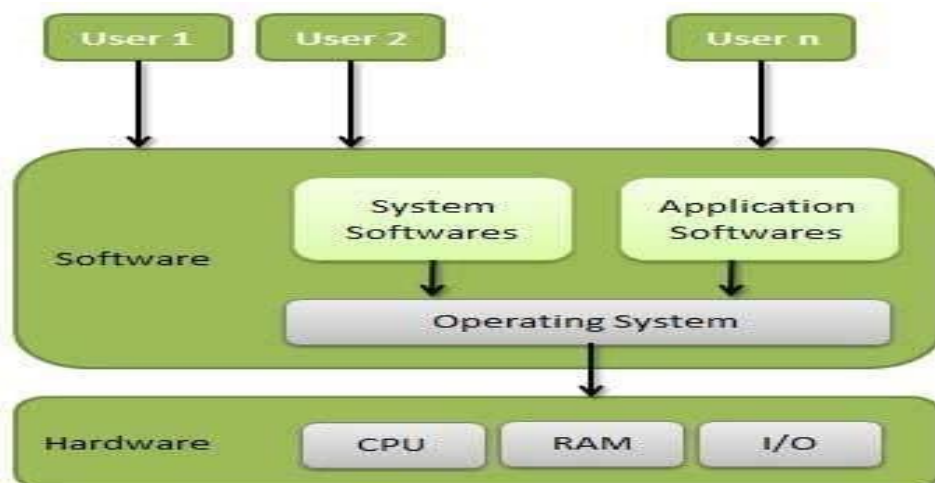 User 1
User 2
User n
System
Softwares
Application
Softwares
Software
Operating System
Hardware
CPU
RAM
I/O